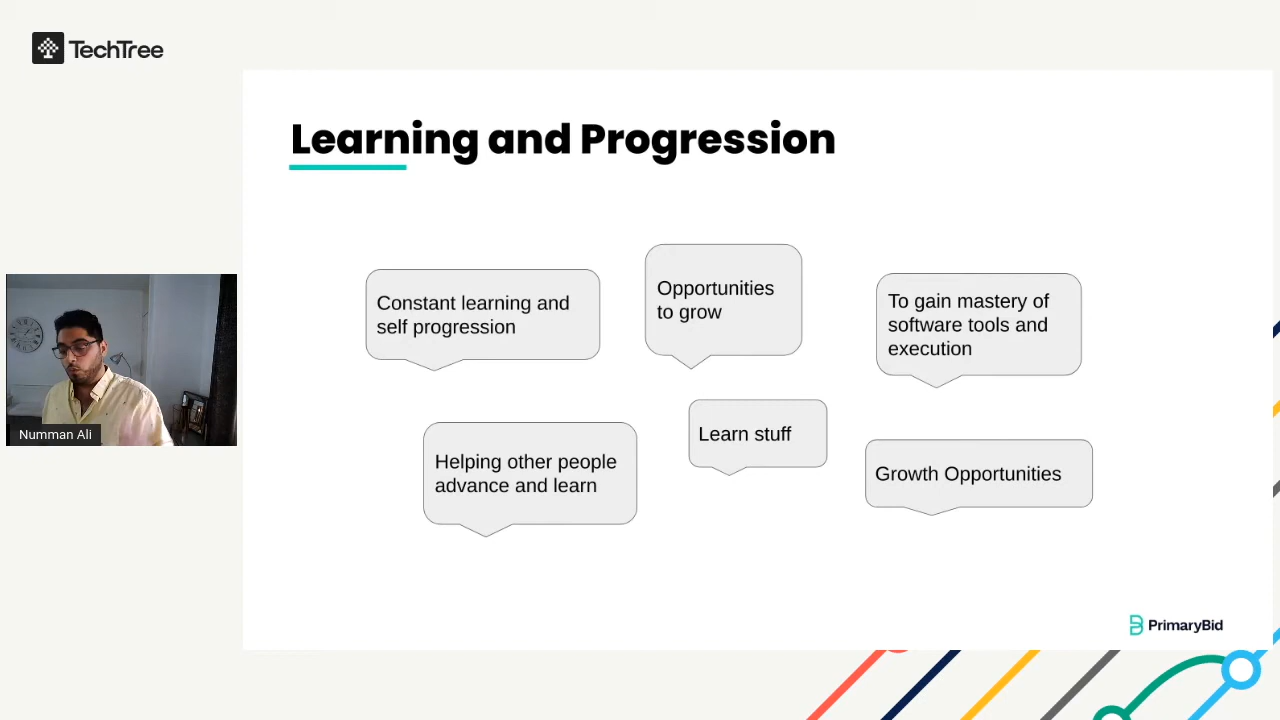 TechTree
Learning and Progression
Constant learning and
self progression
Opportunities
to grow
To gain mastery of
software tools and
execution
Helping other people
advance and learn
Learn stuff
Growth Opportunities
Numman Ali
PrimaryBid